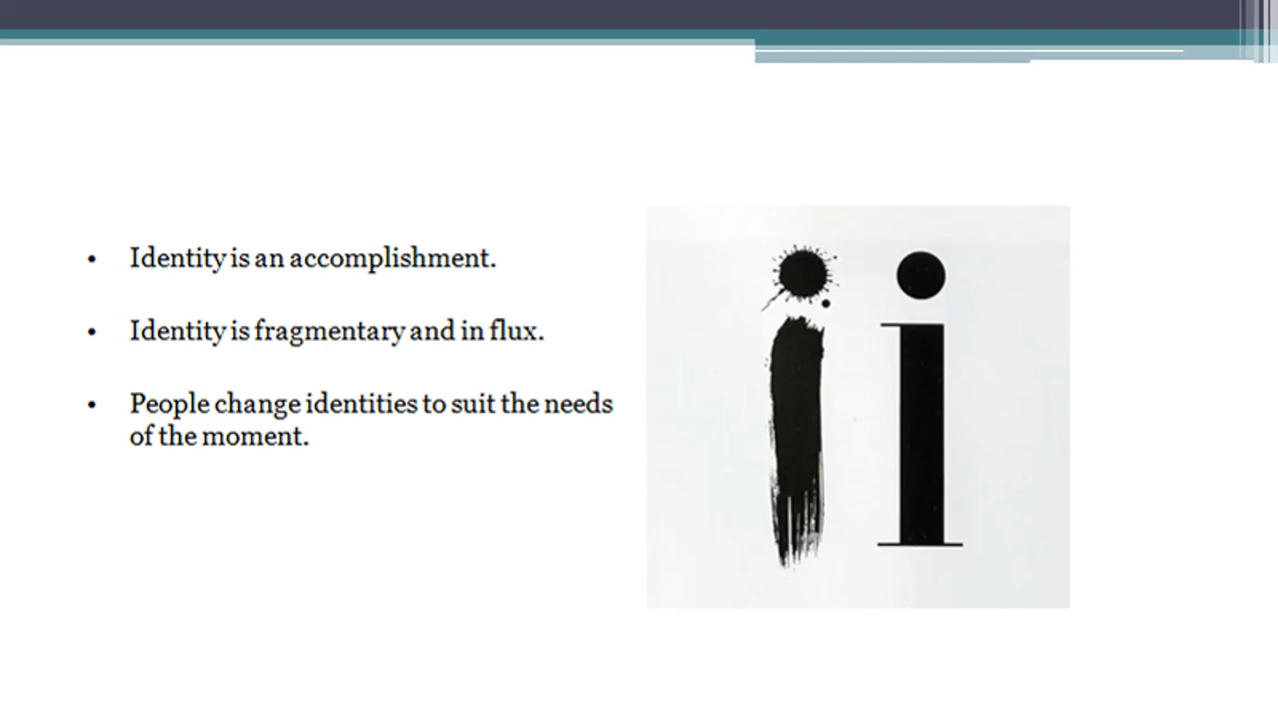 • Identity is an accomplishment.
• Identity is fragmentary and in flux.
• People change identities to suit the needs
of the moment.
i i